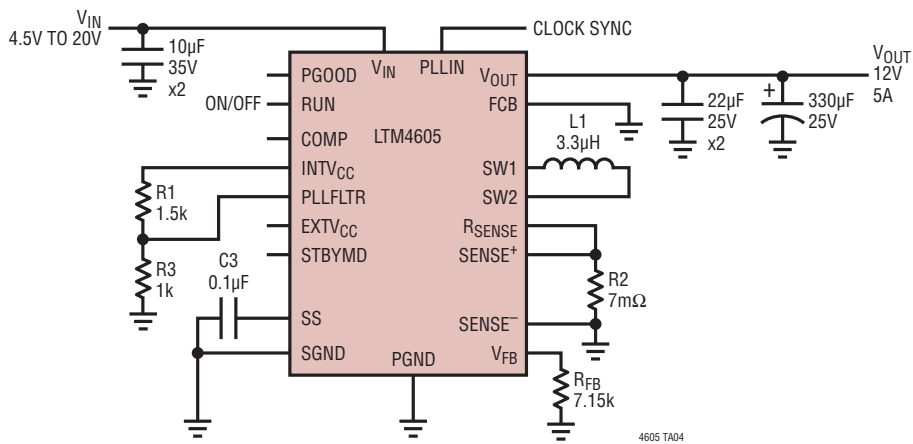 VIN
4.5V TO 20V
10µF
35V
x2
CLOCK SYNC
VIN
PLLIN
PGOOD
ON/OFF
RUN
COMP
LTM4605
INTVCC
PLLFLTR
EXTVCC
STBYMD
SS
SGND
PGND
VOUT
FCB
SW1
SW2
RSENSE
SENSE+
SENSE–
VFB
R1
1.5k
R3
1k
C3
0.1µF
L1
3.3µH
R2
7mΩ
RFB
7.15k
22µF
25V
x2
+
330µF
25V
VOUT
12V
5A
4605 TA04